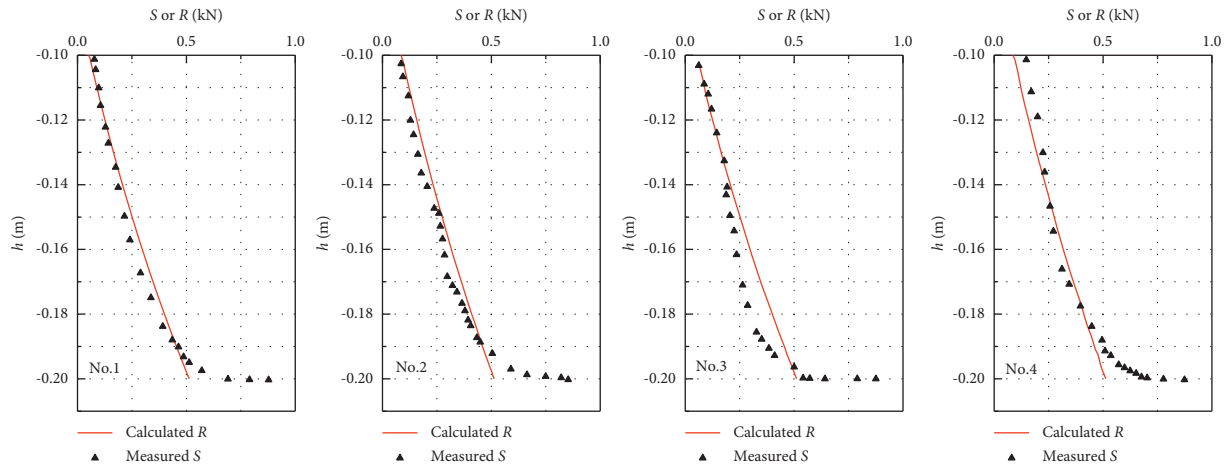 S or R (kN)
0.0 0.5 1.0
-0.10
-0.12
-0.14
-0.16
-0.18
-0.20
h (m)
No.1
Calculated R
Measured S
S or R (kN)
0.0 0.5 1.0
-0.10
-0.12
-0.14
-0.16
-0.18
-0.20
h (m)
No.2
Calculated R
Measured S
S or R (kN)
0.0 0.5 1.0
-0.10
-0.12
-0.14
-0.16
-0.18
-0.20
h (m)
No.3
Calculated R
Measured S
S or R (kN)
0.0 0.5 1.0
-0.10
-0.12
-0.14
-0.16
-0.18
-0.20
h (m)
No.4
Calculated R
Measured S